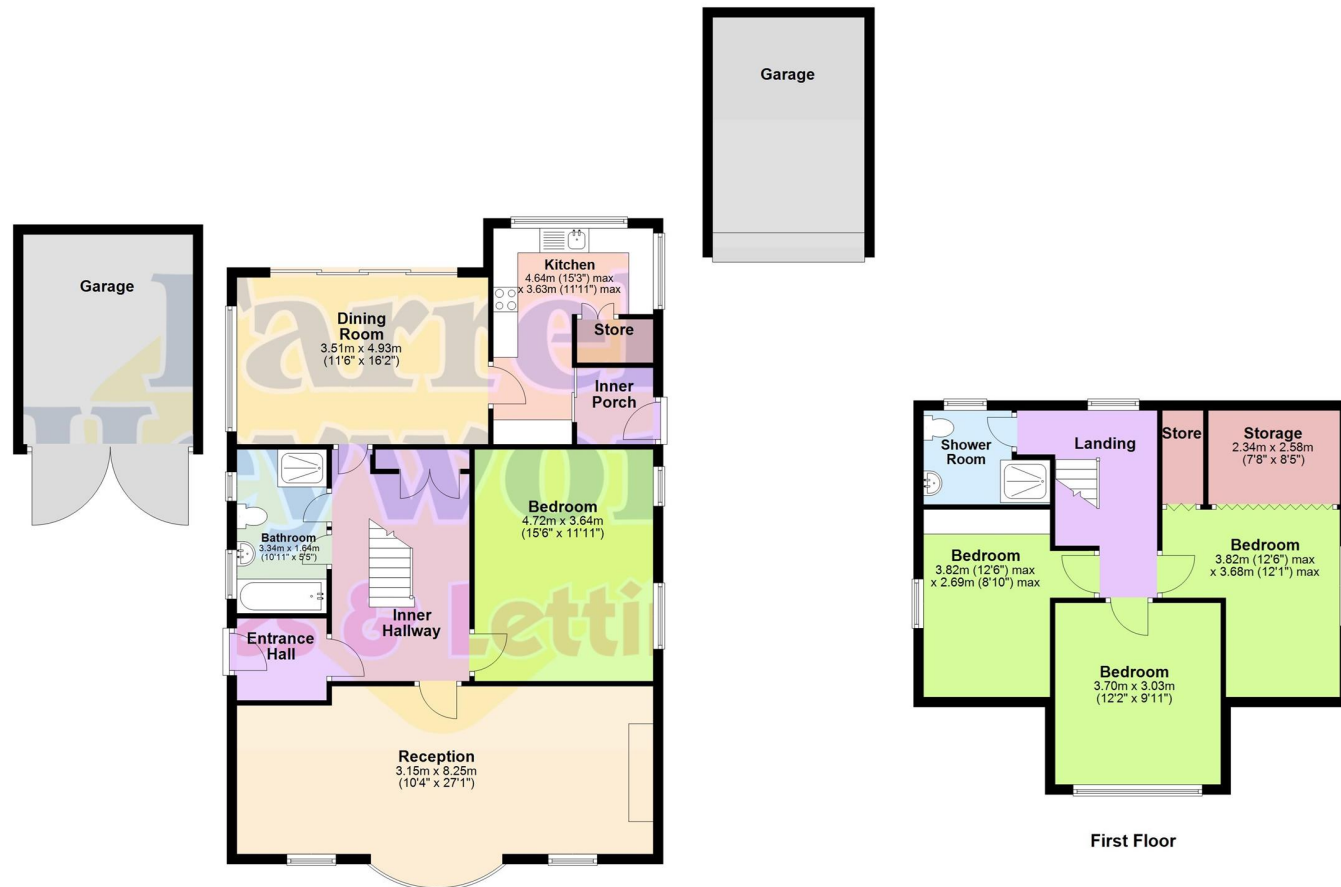 Garage
Garage
Kitchen
4.64m (15'3") max
x 3.63m (11'11") max
Store
Dining
Room
3.51m x 4.93m
(11'6" x 16'2")
Inner
Porch
Bathroom
3.34m x 1.64m
(10'11" x 5'5")
Bedroom
4.72m x 3.64m
(15'6" x 11'11")
Inner
Hallway
Entrance
Hall
Reception
3.15m x 8.25m
(10'4" x 27'1")
Shower
Room
Landing
Store
Storage
2.34m x 2.58m
(7'8" x 8'5")
Bedroom
3.82m (12'6") max
x 2.69m (8'10") max
Bedroom
3.82m (12'6") max
x 3.68m (12'1") max
Bedroom
3.70m x 3.03m
(12'2" x 9'11")
First Floor